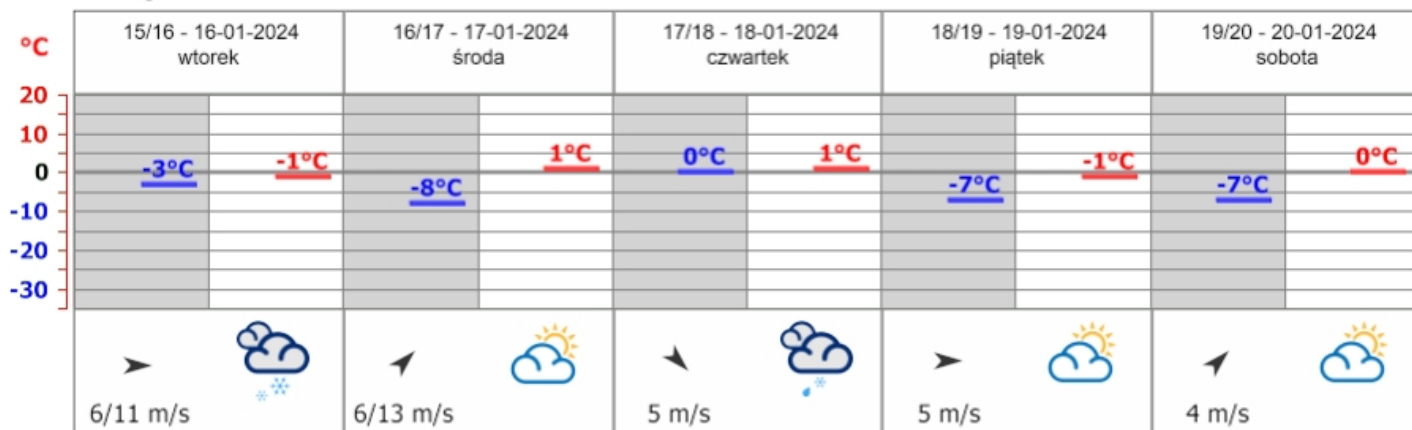 °C
15/16 - 16-01-2024
wtorek
16/17 - 17-01-2024
środa
17/18 - 18-01-2024
czwartek
18/19 - 19-01-2024
piątek
19/20 - 20-01-2024
sobota
20
10
0
-10
-20
-30
-3°C
-1°C
-8°C
1°C
0°C
1°C
-7°C
-1°C
-7°C
0°C
6/11 m/s
6/13 m/s
5 m/s
5 m/s
4 m/s